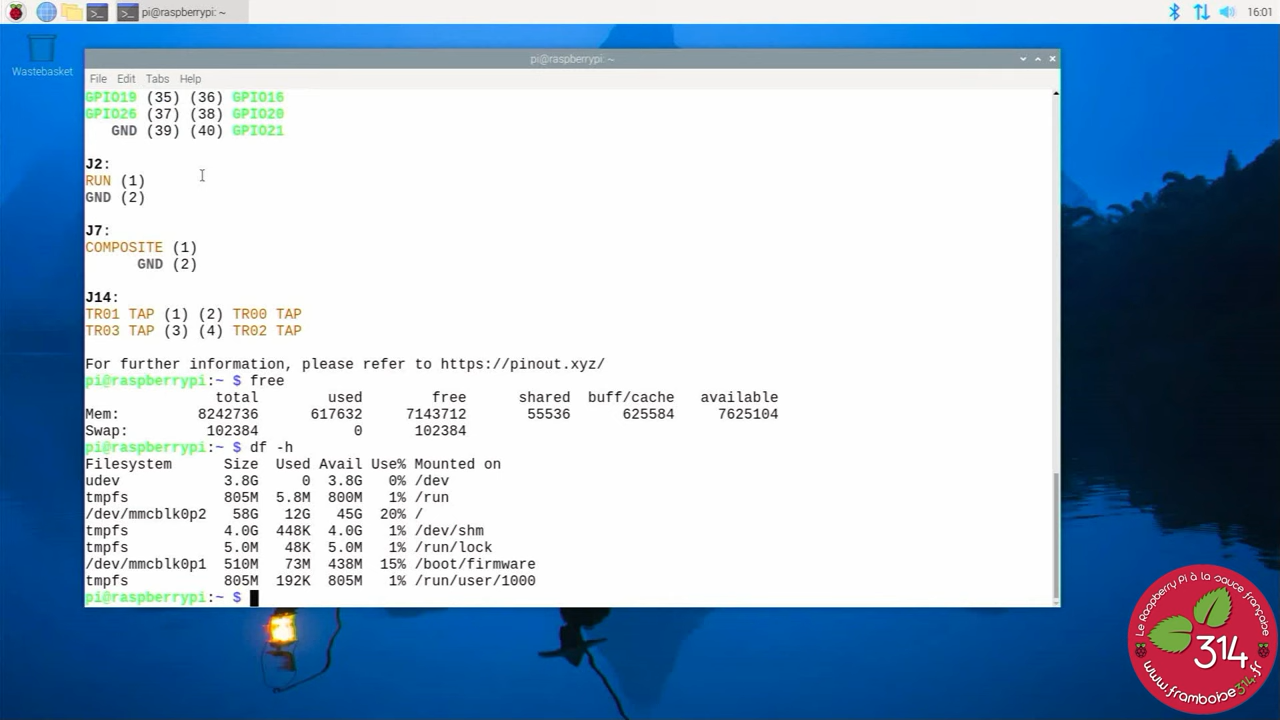 pi@raspberrypi: ~
16:01
Wastebasket
pi@raspberrypi: ~
File Edit Tabs Help
GPIO19 (35) (36) GPIO16
GPIO26 (37) (38) GPIO20
GND (39) (40) GPIO21
J2:
RUN (1)
GND (2)
J7:
COMPOSITE (1)
GND (2)
J14:
TR01 TAP (1) (2) TR00 TAP
TR03 TAP (3) (4) TR02 TAP
For further information, please refer to https://pinout.xyz/
pi@raspberrypi:~ $ free
total used free shared buff/cache available
Mem: 8242736 617632 7143712 55536 625584 7625104
Swap: 102384 0 102384
pi@raspberrypi:~ $ df -h
Filesystem Size Used Avail Use% Mounted on
udev 3.8G 0 3.8G 0% /dev
tmpfs 805M 5.8M 800M 1% /run
/dev/mmcblk0p2 58G 12G 45G 20% /
tmpfs 4.0G 448K 4.0G 1% /dev/shm
tmpfs 5.0M 48K 5.0M 1% /run/lock
/dev/mmcblk0p1 510M 73M 438M 15% /boot/firmware
tmpfs 805M 192K 805M 1% /run/user/1000
pi@raspberrypi:~ $
Le Raspberry Pi à la sauce française
314
www.framboise314.fr